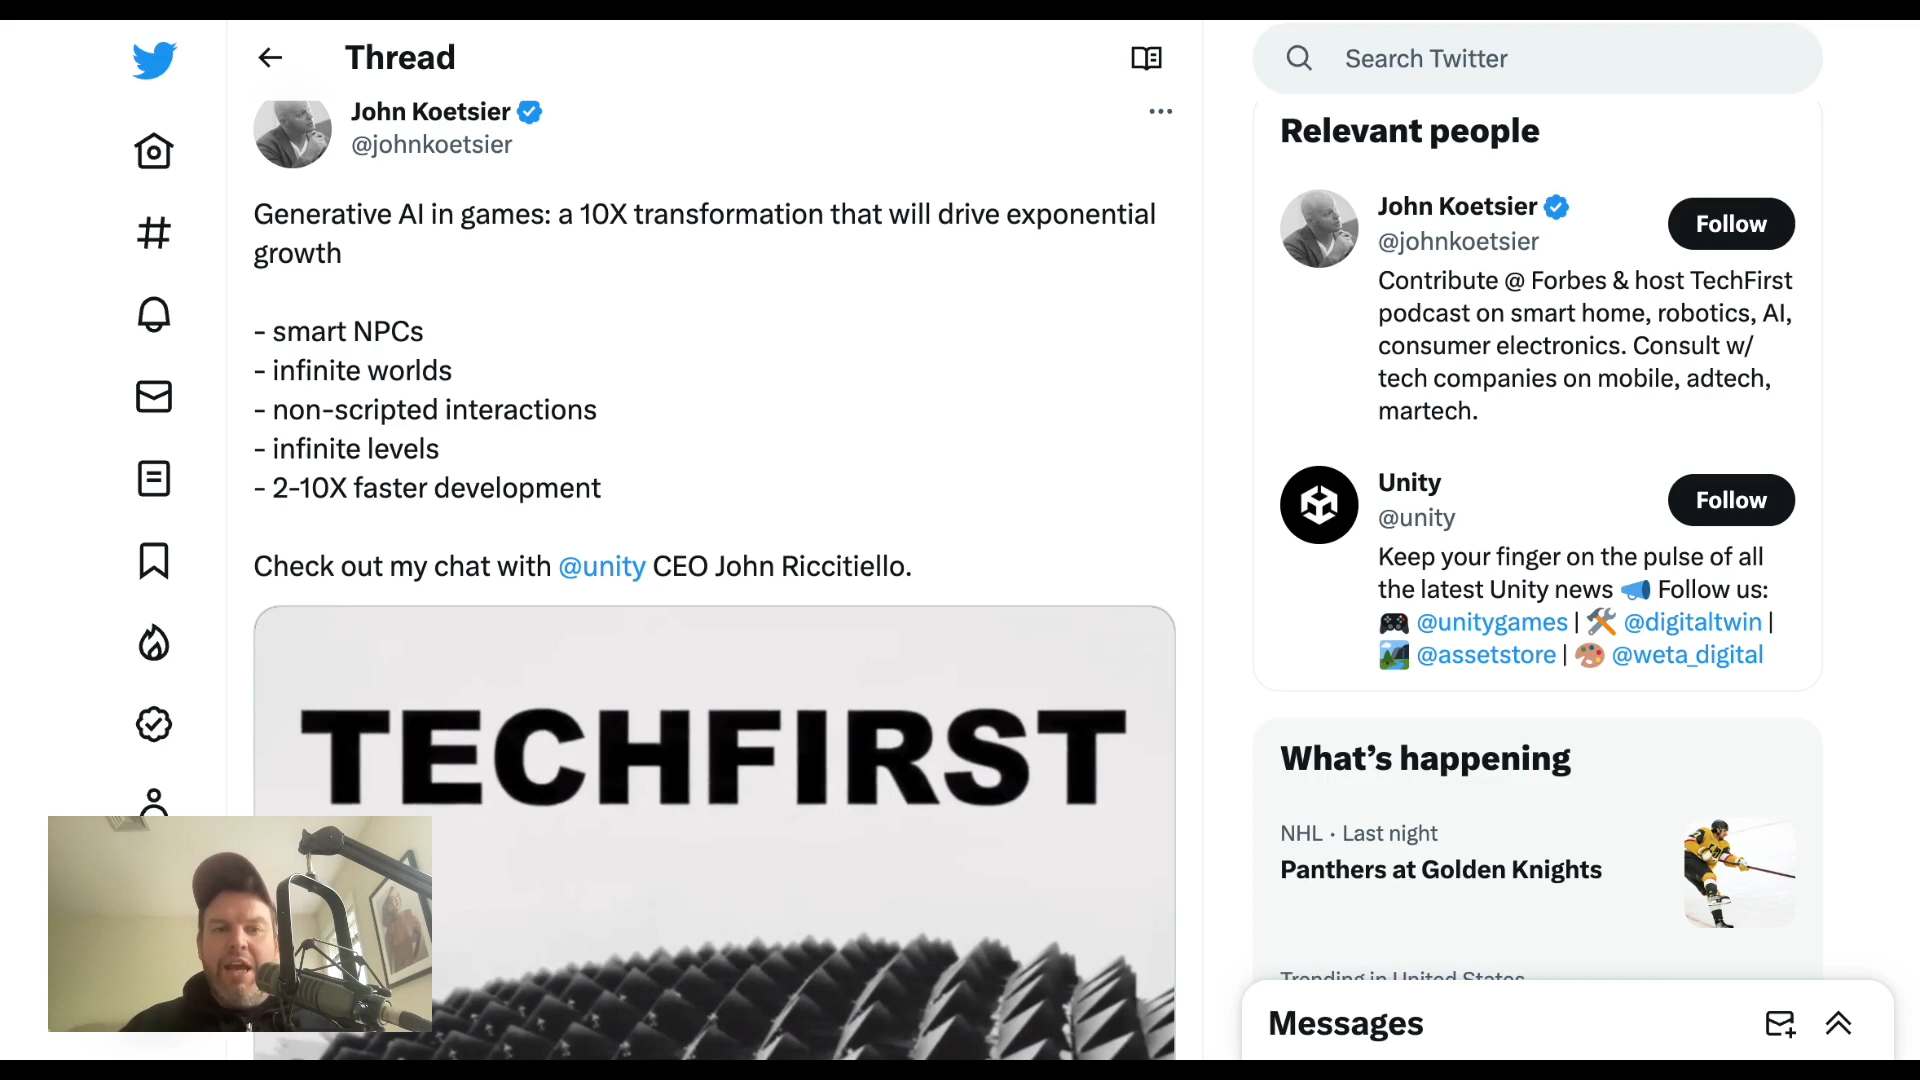 Thread
John Koetsier
@johnkoetsier
Generative AI in games: a 10X transformation that will drive exponential
growth
- smart NPCs
- infinite worlds
- non-scripted interactions
- infinite levels
- 2-10X faster development
Check out my chat with @unity CEO John Riccitiello.
TECHFIRST
Search Twitter
Relevant people
John Koetsier
@johnkoetsier
Follow
Contribute @ Forbes & host TechFirst
podcast on smart home, robotics, AI,
consumer electronics. Consult w/
tech companies on mobile, adtech,
martech.
Unity
@unity
Follow
Keep your finger on the pulse of all
the latest Unity news 📣 Follow us:
🎮 @unitygames | 🛠️ @digitaltwin |
🏞️ @assetstore | 🎨 @weta_digital
What's happening
NHL · Last night
Panthers at Golden Knights
Trending in United States
Messages